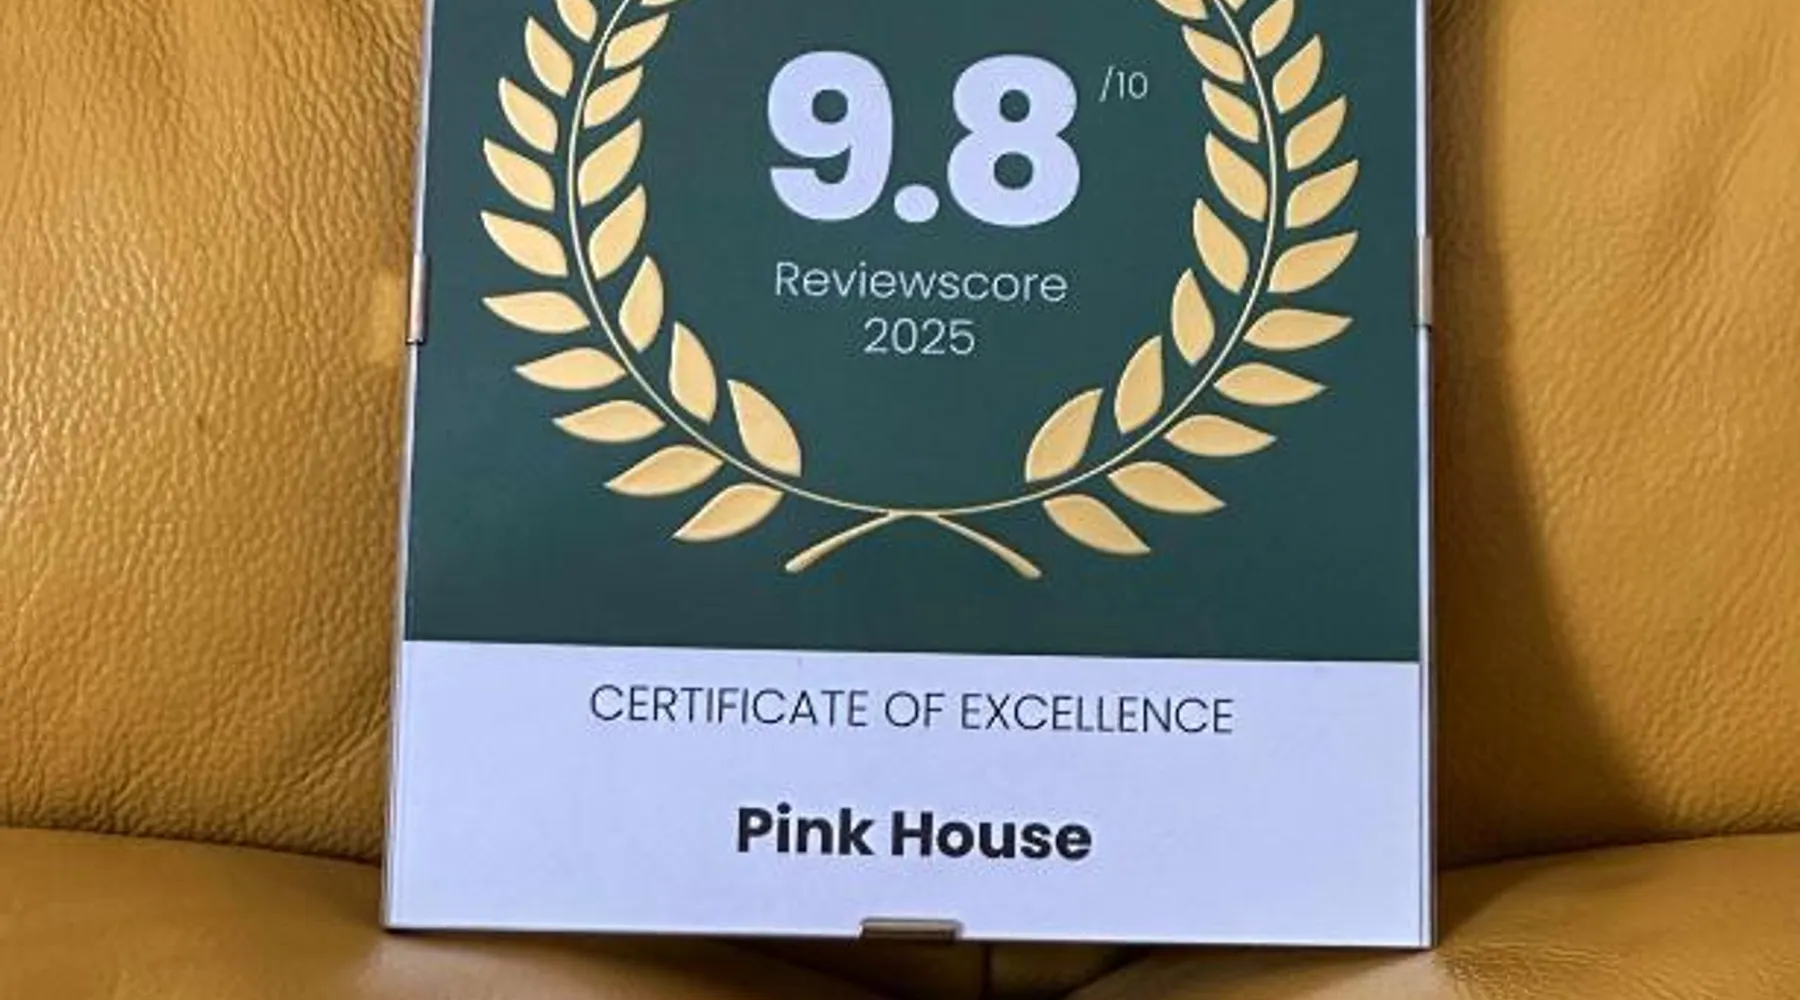 9.8 /10
Reviewscore
2025
CERTIFICATE OF EXCELLENCE
Pink House